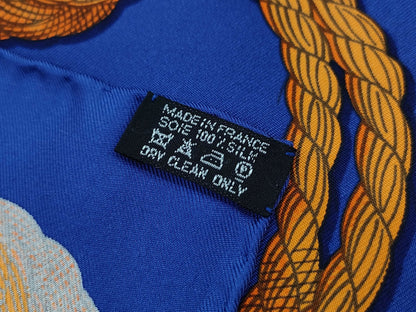 MADE IN FRANCE
SOIE 100% SILK
P
DRY CLEAN ONLY